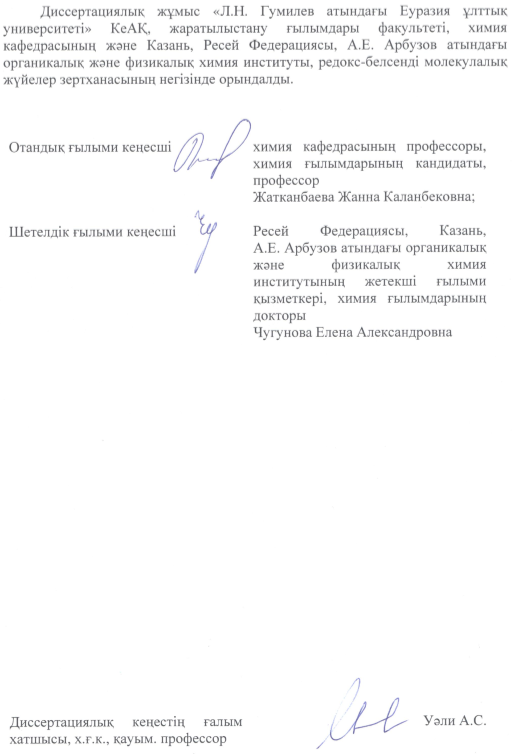 Диссертациялық жұмыс «Л.Н. Гумилев атындағы Еуразия ұлттық
университеті» КеАҚ, жаратылыстану ғылымдары факультеті, химия
кафедрасының және Казань, Ресей Федерациясы, А.Е. Арбузов атындағы
органикалық және физикалық химия институты, редокс-белсенді молекулалық
жүйелер зертханасының негізінде орындалды.
Отандық ғылыми кеңесші
химия кафедрасының профессоры,
химия ғылымдарының кандидаты,
профессор
Жатканбаева Жанна Каланбековна;
Шетелдік ғылыми кеңесші
Ресей Федерациясы, Казань,
А.Е. Арбузов атындағы органикалық
және физикалық химия
институтының жетекші ғылыми
қызметкері, химия ғылымдарының
докторы
Чугунова Елена Александровна
Диссертациялық кеңестің ғалым
хатшысы, х.ғ.к., қауым. профессор
Уәли А.С.